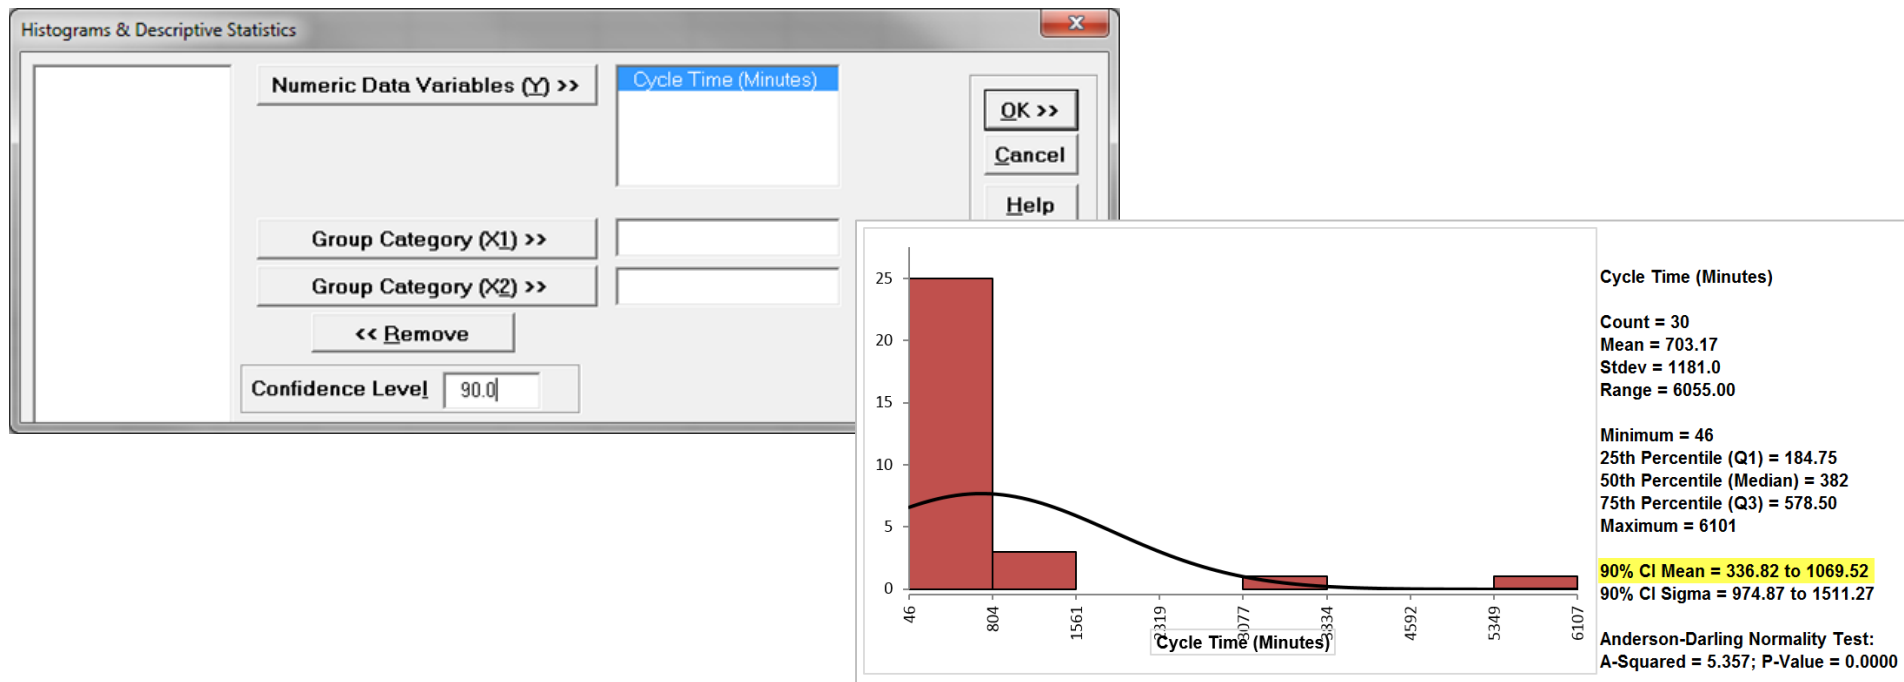 Histograms & Descriptive Statistics
Numeric Data Variables (Y) >>
Cycle Time (Minutes)
OK >>
Cancel
Help
Group Category (X1) >>
Group Category (X2) >>
<< Remove
Confidence Level 90.0
25
20
15
10
5
0
46 804 1561 2319 3077 3834 4592 5349 6107
Cycle Time (Minutes)
Cycle Time (Minutes)
Count = 30
Mean = 703.17
Stdev = 1181.0
Range = 6055.00
Minimum = 46
25th Percentile (Q1) = 184.75
50th Percentile (Median) = 382
75th Percentile (Q3) = 578.50
Maximum = 6101
90% CI Mean = 336.82 to 1069.52
90% CI Sigma = 974.87 to 1511.27
Anderson-Darling Normality Test:
A-Squared = 5.357; P-Value = 0.0000